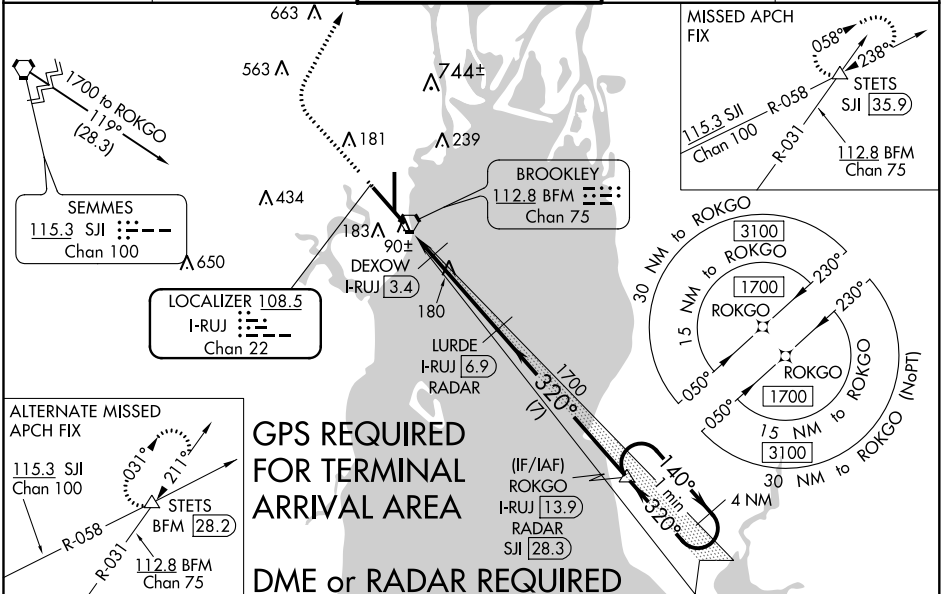 663
563
744±
181
239
434
183
90±
650
180
1700 to ROKGO
119°
(28.3)
SEMMES
115.3 SJI
Chan 100
LOCALIZER 108.5
I-RUJ
Chan 22
BROOKLEY
112.8 BFM
Chan 75
DEXOW
I-RUJ 3.4
LURDE
I-RUJ 6.9
RADAR
1700
320°
(7)
(IF/IAF)
ROKGO
I-RUJ 13.9
RADAR
SJI 28.3
140°
1 min
320°
4 NM
MISSED APCH
FIX
058°
238°
STETS
SJI 35.9
R-058
115.3 SJI
Chan 100
R-031
112.8 BFM
Chan 75
30 NM to ROKGO
3100
15 NM to ROKGO
1700
ROKGO
230°
050°
230°
050°
ROKGO
1700
15 NM to ROKGO
3100
30 NM to ROKGO (NoPT)
ALTERNATE MISSED
APCH FIX
115.3 SJI
Chan 100
031°
211°
STETS
BFM 28.2
R-058
R-031
112.8 BFM
Chan 75
GPS REQUIRED
FOR TERMINAL
ARRIVAL AREA
DME or RADAR REQUIRED